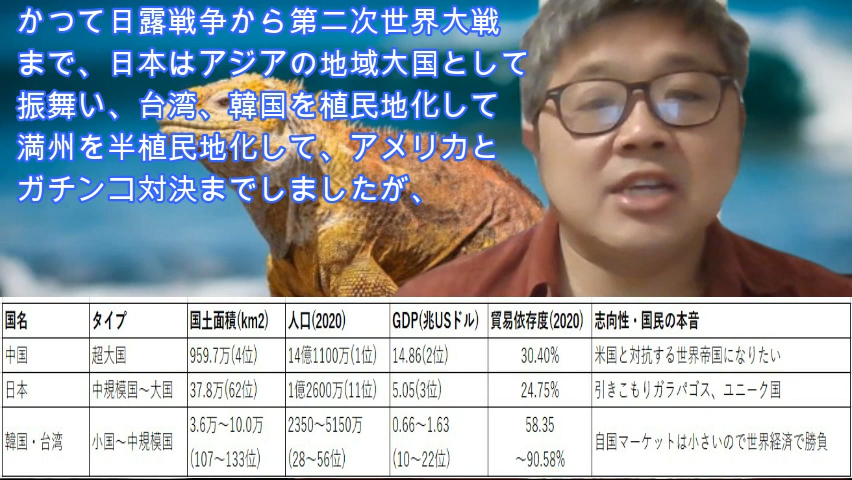 かつて日露戦争から第二次世界大戦
まで、日本はアジアの地域大国として
振舞い、台湾、韓国を植民地化して
満州を半植民地化して、アメリカと
ガチンコ対決までしましたが、
国名 タイプ 国土面積(km2) 人口(2020) GDP(兆USドル) 貿易依存度(2020) 志向性・国民の本音
中国 超大国 959.7万(4位) 14億1100万(1位) 14.86(2位) 30.40% 米国と対抗する世界帝国になりたい
日本 中規模国～大国 37.8万(62位) 1億2600万(11位) 5.05(3位) 24.75% 引きこもりガラパゴス、ユニーク国
韓国・台湾 小国～中規模国 3.6万～10.0万 2350～5150万 0.66～1.63 58.35 自国マーケットは小さいので世界経済で勝負
(107～133位) (28～56位) (10～22位) ～90.58%